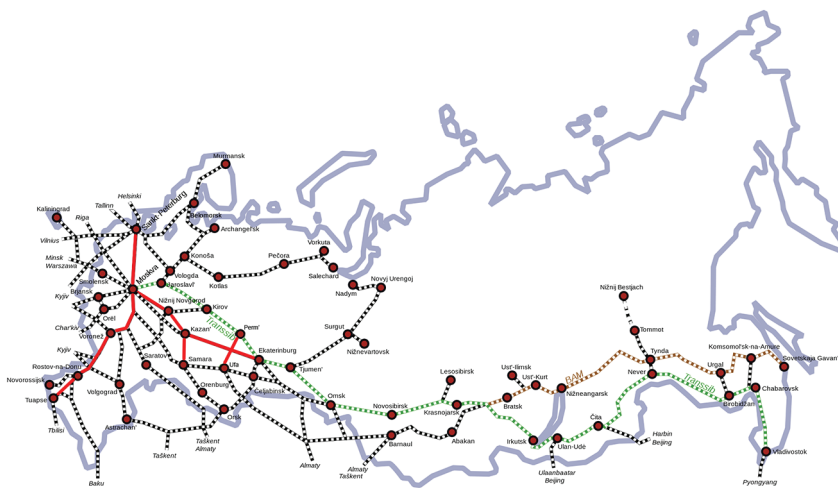 Murmansk
Helsinki
Tallinn
Kaliningrad
Riga
Sankt-Peterburg
Belmorsk
Archangel'sk
Vilnius
Minsk
Warszawa
Konoša
Vorkuta
Pečora
Salechard
Smolensk
Moskva
Vologda
Jaroslavl'
Kotlas
Novyj Urengoj
Nadym
Brjansk
Kyjiv
Orël
Nižnij Novgorod
Kirov
Nižnij Bestjach
Char'kiv
Voronež
Kazan'
Transsib
Perm'
Surgut
Nižnevartovsk
Tommot
Kyjiv
Saratov
Samara
Ufa
Ekaterinburg
Tjumen'
Tynda
Urgal
Komsomol'sk-na-Amure
Sovetskaja Gavan'
Rostov-na-Donu
Novorossijsk
Volgograd
Orenburg
Čeljabinsk
Lesosibirsk
Ust'-Ilimsk
Ust'-Kurt
BAM
Nižneangarsk
Never
Transsib
Chabarovsk
Tuapse
Orsk
Omsk
Novosibirsk
Krasnojarsk
Bratsk
Birobidžan
Tbilisi
Astrachan'
Taškent
Taškent
Almaty
Barnaul
Abakan
Irkutsk
Ulan-Udė
Čita
Harbin
Beijing
Vladivostok
Baku
Almaty
Almaty
Taškent
Ulaanbaatar
Beijing
Pyongyang